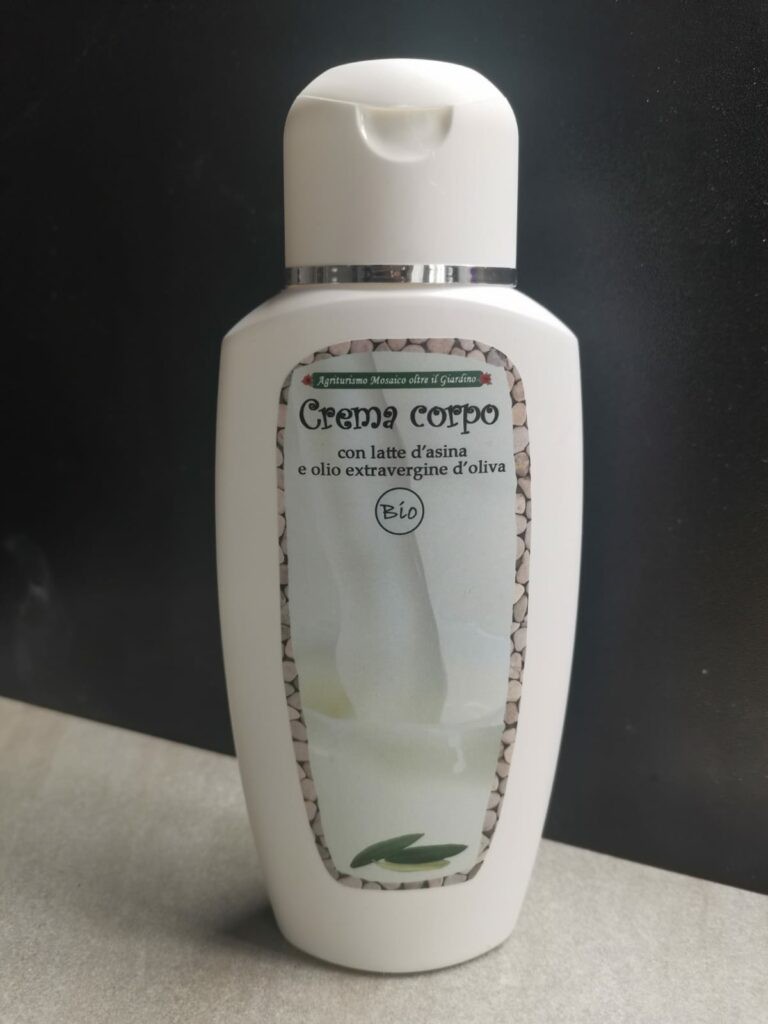 Agriturismo Mosaico oltre il Giardino
Crema corpo
con latte d'asina
e olio extravergine d'oliva
Bio